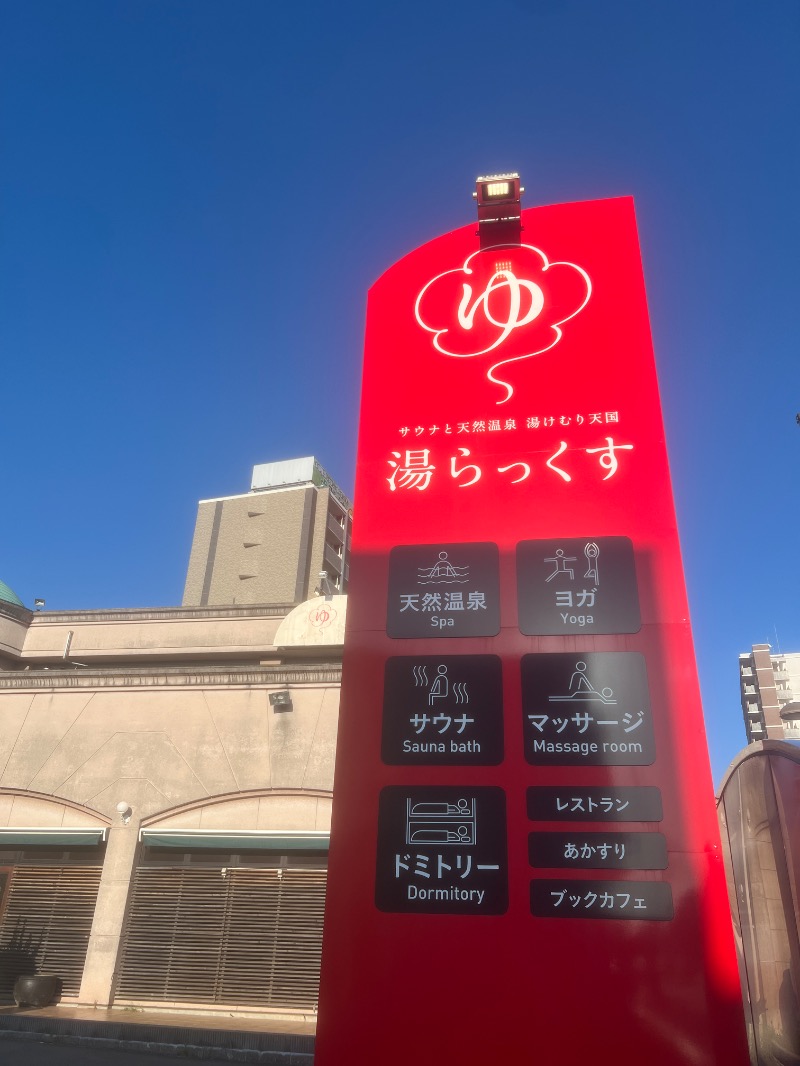 ゆ
サウナと天然温泉 湯けむり天国
湯らっくす
天然温泉
Spa
ヨガ
Yoga
サウナ
Sauna bath
マッサージ
Massage room
ドミトリー
Dormitory
レストラン
あかすり
ブックカフェ
ゆ